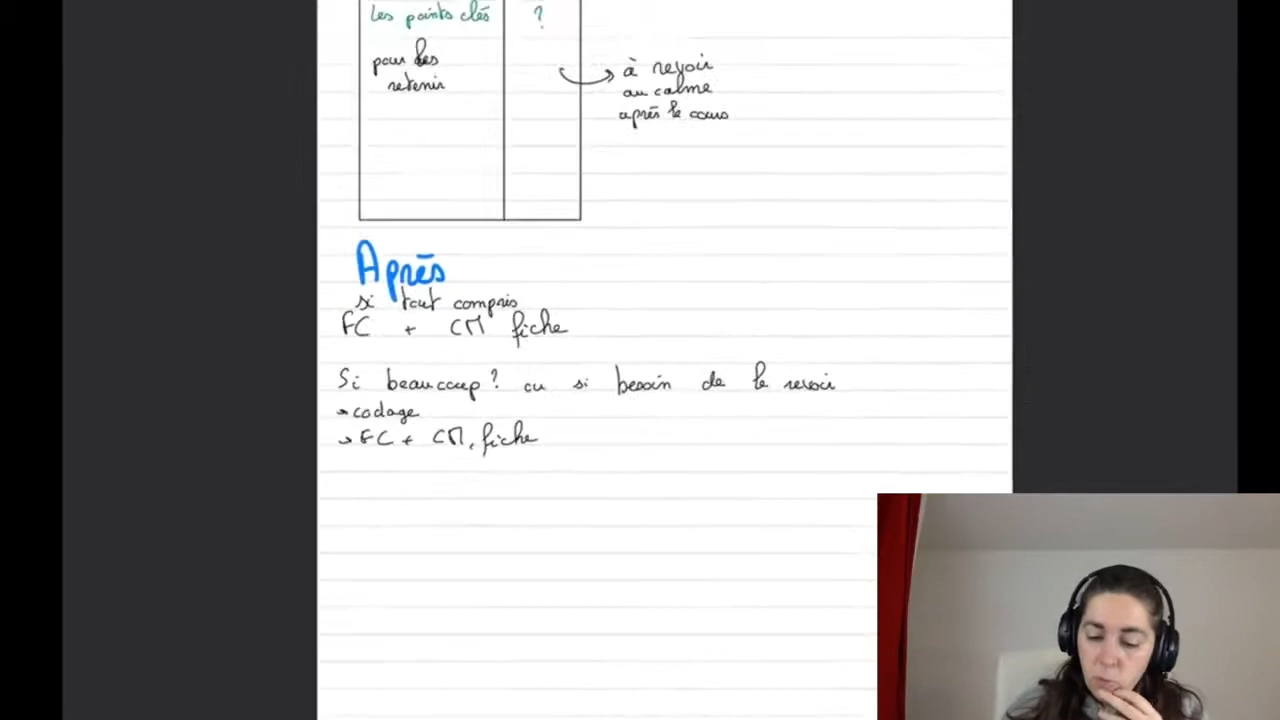 Les points clés
?
pour les
retenir
à revoir
au calme
après le cours
Après
si tout compris
FC + CM fiche
Si beaucoup ? ou si besoin de le revoir
→ codage
→ FC + CM, fiche